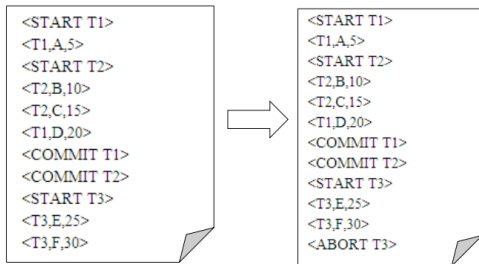 <START T1>
<T1,A,5>
<START T2>
<T2,B,10>
<T2,C,15>
<T1,D,20>
<COMMIT T1>
<COMMIT T2>
<START T3>
<T3,E,25>
<T3,F,30>
<START T1>
<T1,A,5>
<START T2>
<T2,B,10>
<T2,C,15>
<T1,D,20>
<COMMIT T1>
<COMMIT T2>
<START T3>
<T3,E,25>
<T3,F,30>
<ABORT T3>